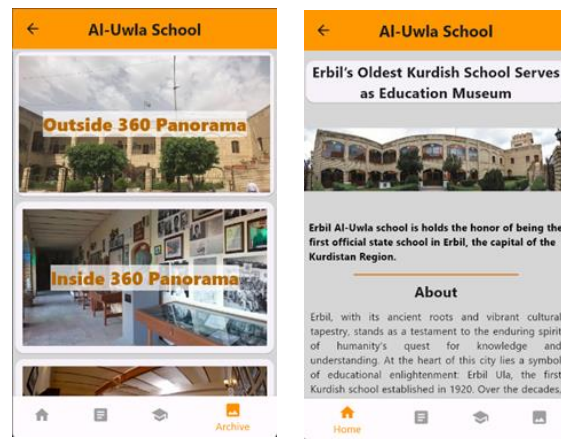 Al-Uwla School
Outside 360 Panorama
Inside 360 Panorama
Archive
Al-Uwla School
Erbil's Oldest Kurdish School Serves
as Education Museum
Erbil Al-Uwla school is holds the honor of being the
first official state school in Erbil, the capital of the
Kurdistan Region.
About
Erbil, with its ancient roots and vibrant cultural
tapestry, stands as a testament to the enduring spirit
of humanity's quest for knowledge and
understanding. At the heart of this city lies a symbol
of educational enlightenment: Erbil Ula, the first
Kurdish school established in 1920. Over the decades,
Home